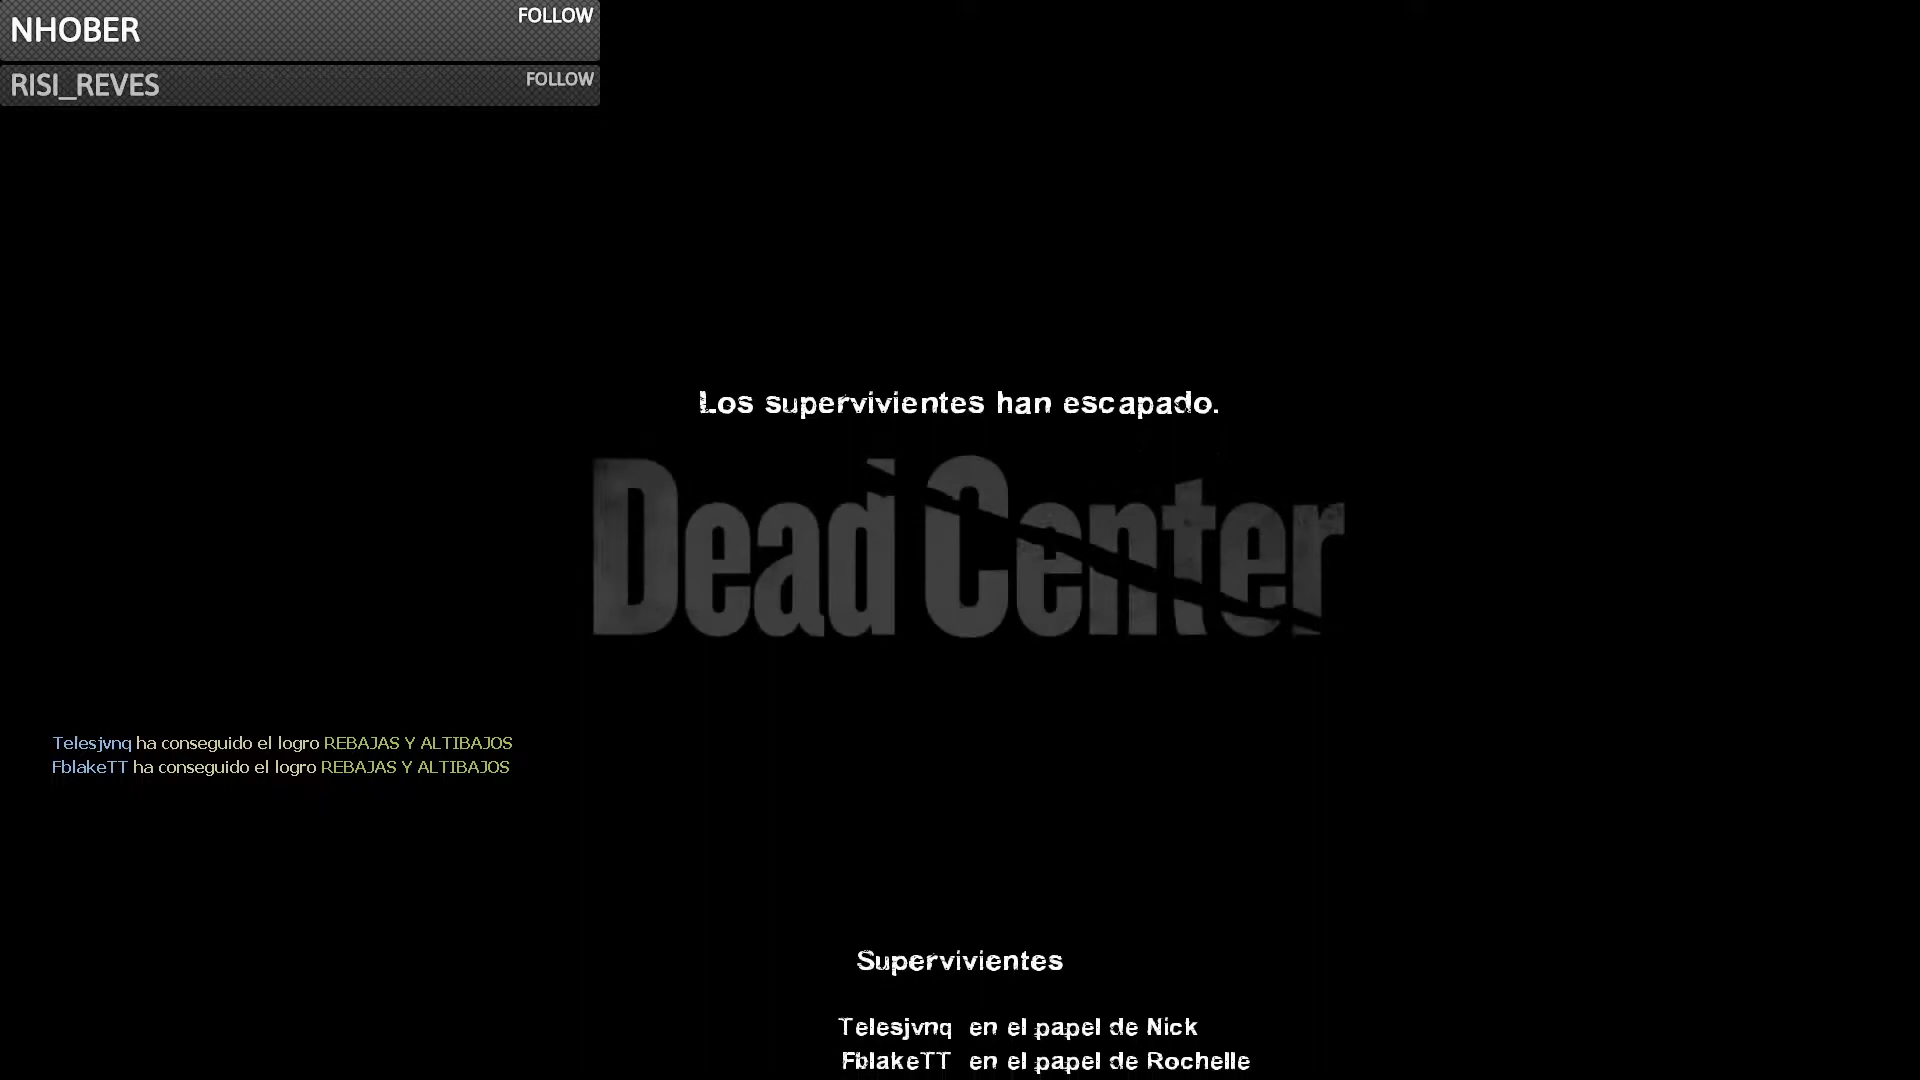 NHOBER FOLLOW
RISI_REVES FOLLOW
Los supervivientes han escapado.
Dead Center
Telesjvnq ha conseguido el logro REBAJAS Y ALTIBAJOS
FblakeTT ha conseguido el logro REBAJAS Y ALTIBAJOS
Supervivientes
Telesjvnq en el papel de Nick
FblakeTT en el papel de Rochelle